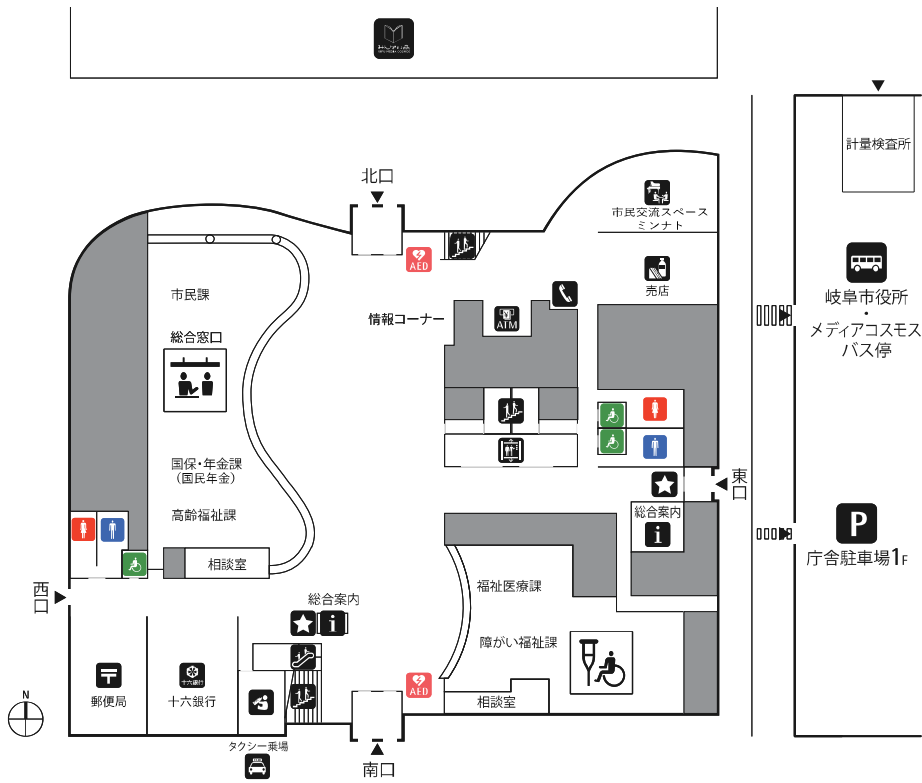 計量検査所
北口
市民交流スペース
ミンナト
AED
市民課
売店
岐阜市役所
・
メディアコスモス
バス停
情報コーナー
ATM
総合窓口
国保・年金課
(国民年金)
東口
高齢福祉課
総合案内
i
P
庁舎駐車場1F
相談室
福祉医療課
西口
総合案内
i
障がい福祉課
AED
〒
十六銀行
郵便局
十六銀行
相談室
N
タクシー乗場
南口